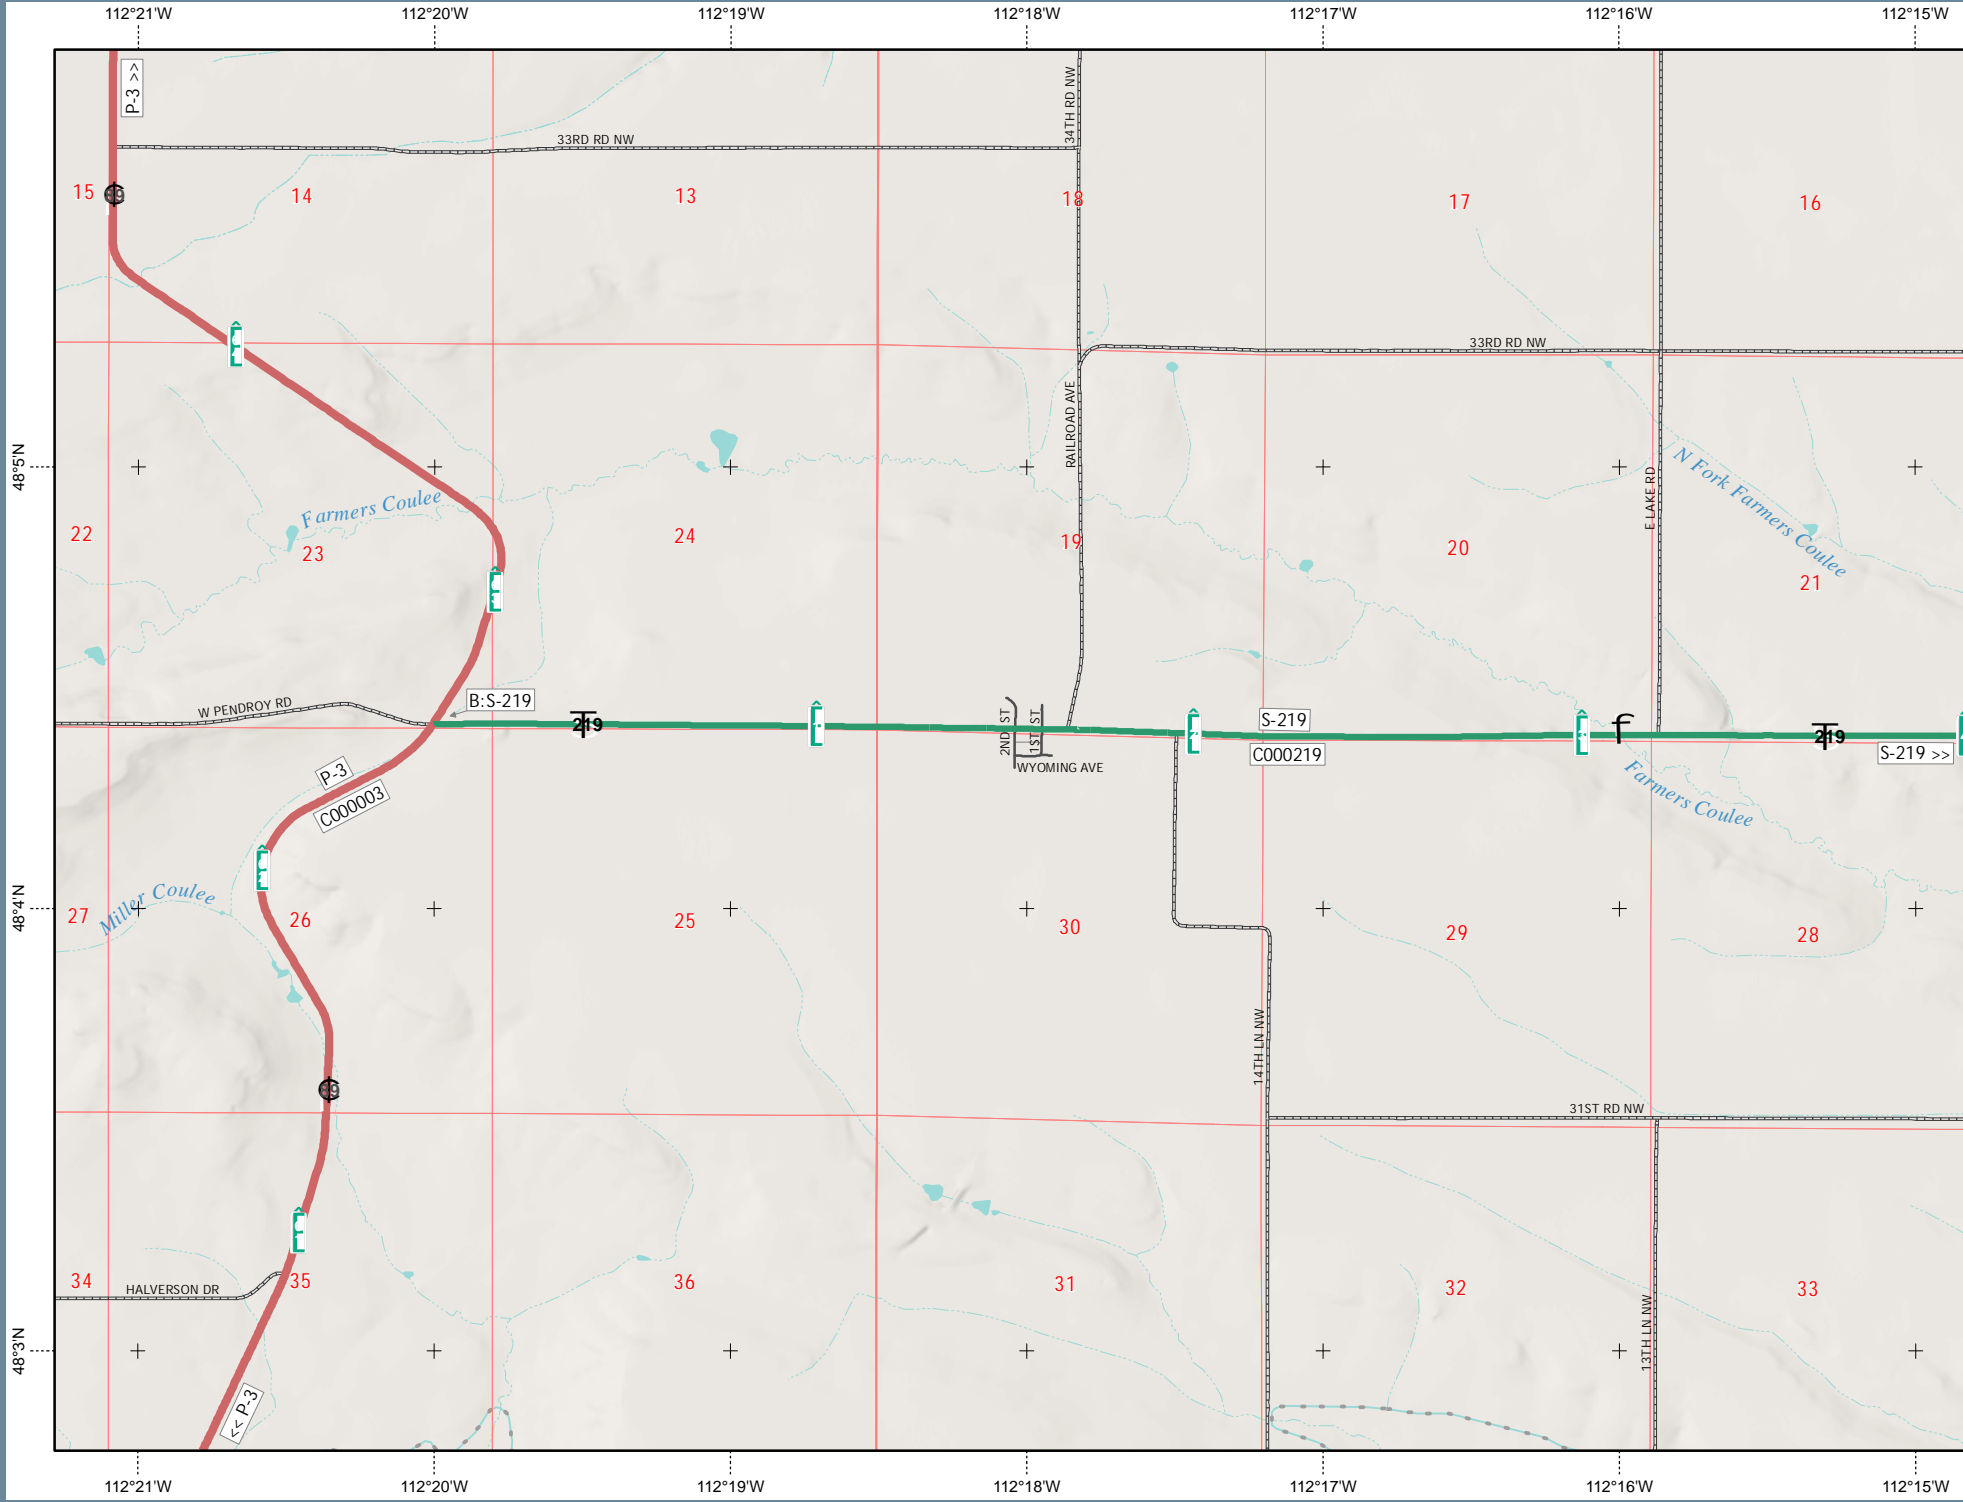 112°21'W
112°20'W
112°19'W
112°18'W
112°17'W
112°16'W
112°15'W
P-3 >>
34TH RD NW
33RD RD NW
15
14
13
18
17
16
33RD RD NW
RAILROAD AVE
48°5'N
N Fork Farmers Coulee
E LAKE RD
Farmers Coulee
22
23
24
19
20
21
B:S-219
W PENDROY RD
219
2ND ST
1ST ST
S-219
219
C000219
S-219 >>
WYOMING AVE
P-3
C000003
Farmers Coulee
Miller Coulee
48°4'N
27
26
25
30
29
28
14TH LN NW
31ST RD NW
34
HALVERSON DR
35
36
31
32
33
13TH LN NW
48°3'N
<< P-3
112°21'W
112°20'W
112°19'W
112°18'W
112°17'W
112°16'W
112°15'W